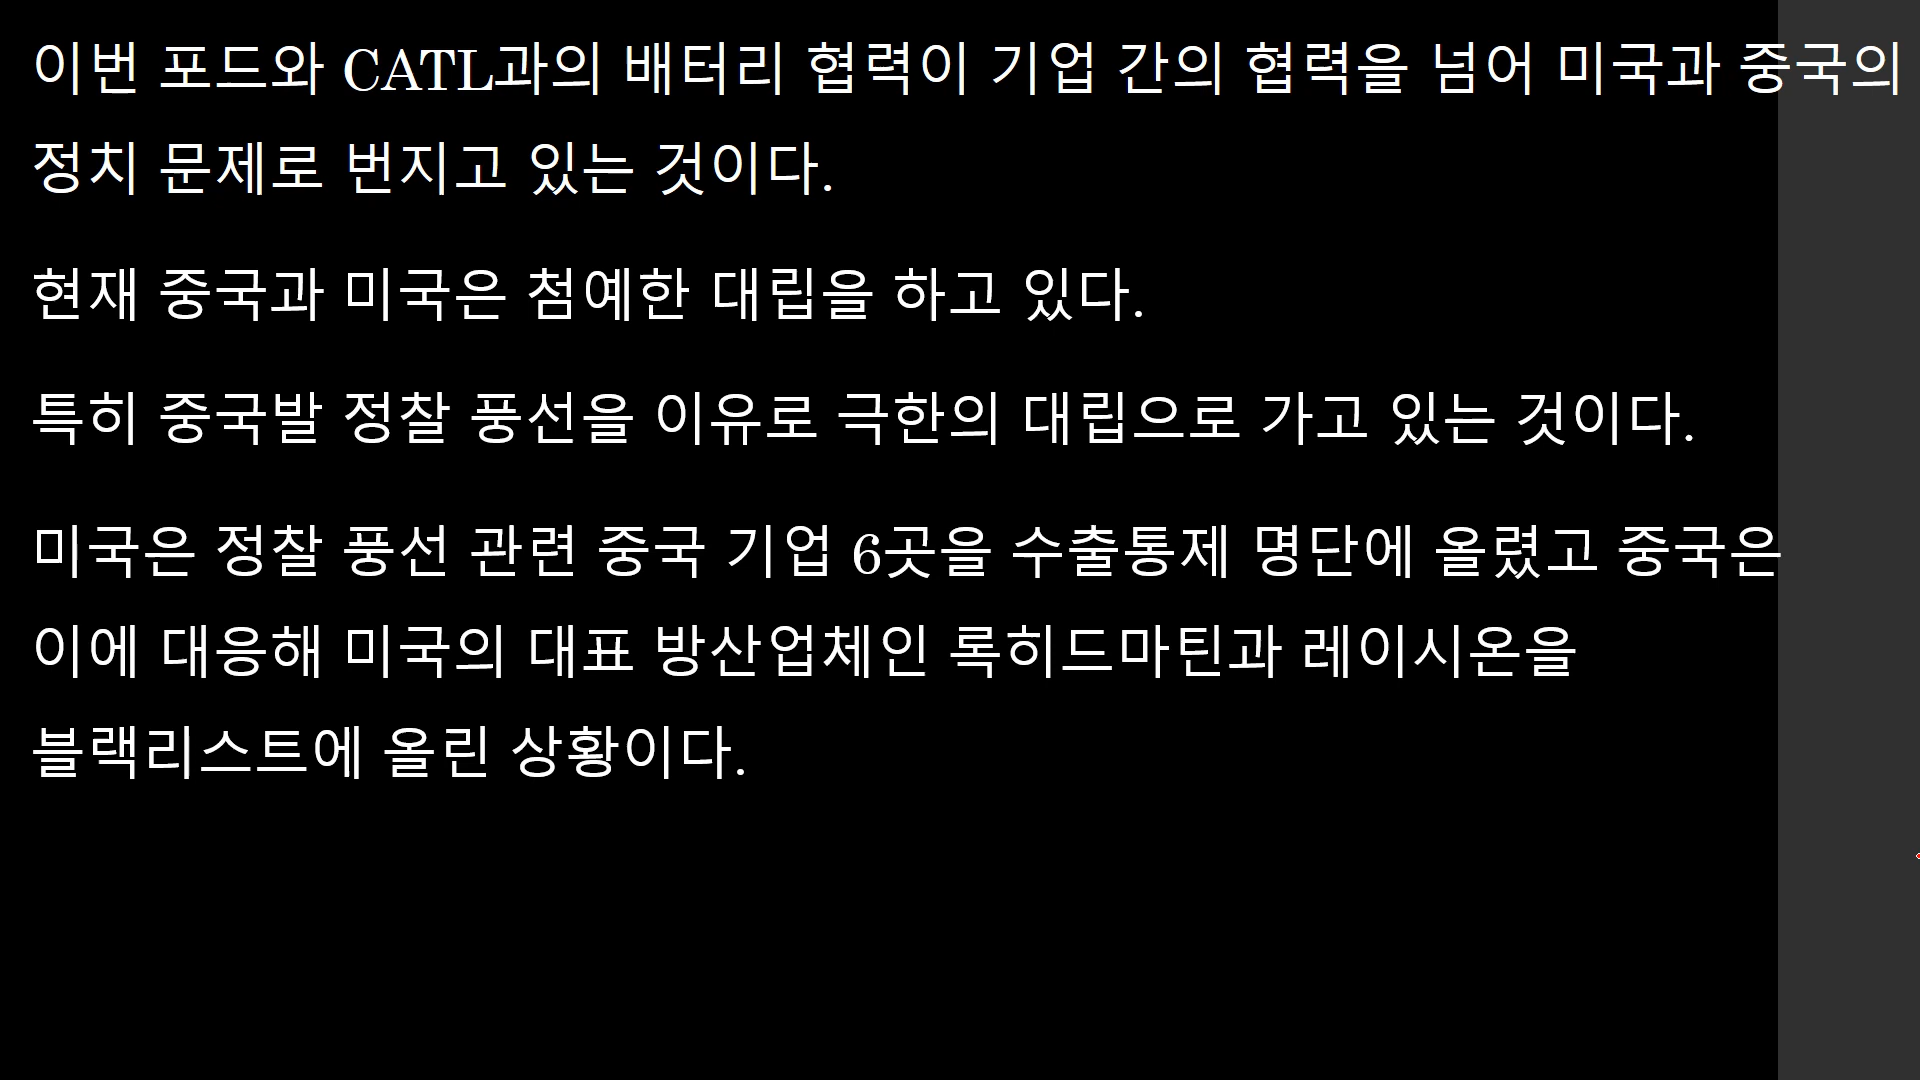 이번 포드와 CATL과의 배터리 협력이 기업 간의 협력을 넘어 미국과 중국의
정치 문제로 번지고 있는 것이다.
현재 중국과 미국은 첨예한 대립을 하고 있다.
특히 중국발 정찰 풍선을 이유로 극한의 대립으로 가고 있는 것이다.
미국은 정찰 풍선 관련 중국 기업 6곳을 수출통제 명단에 올렸고 중국은
이에 대응해 미국의 대표 방산업체인 록히드마틴과 레이시온을
블랙리스트에 올린 상황이다.